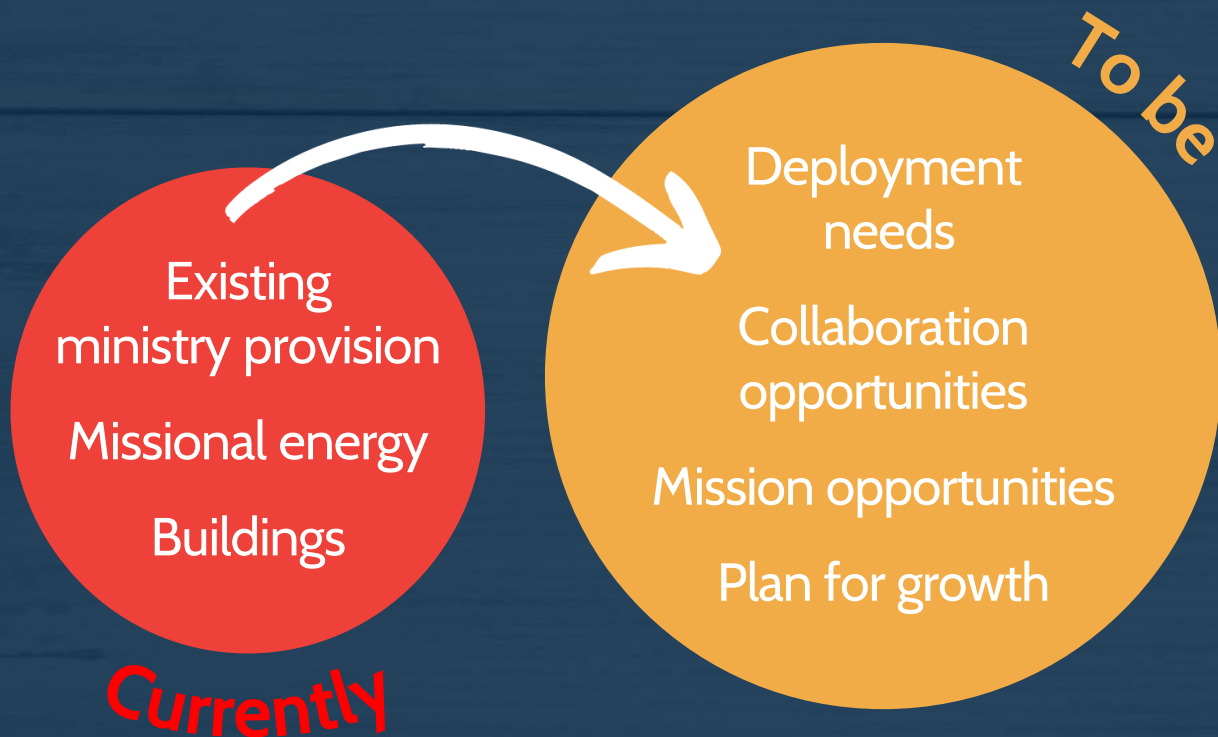 Existing
ministry provision
Missional energy
Buildings
Currently
To be
Deployment
needs
Collaboration
opportunities
Mission opportunities
Plan for growth